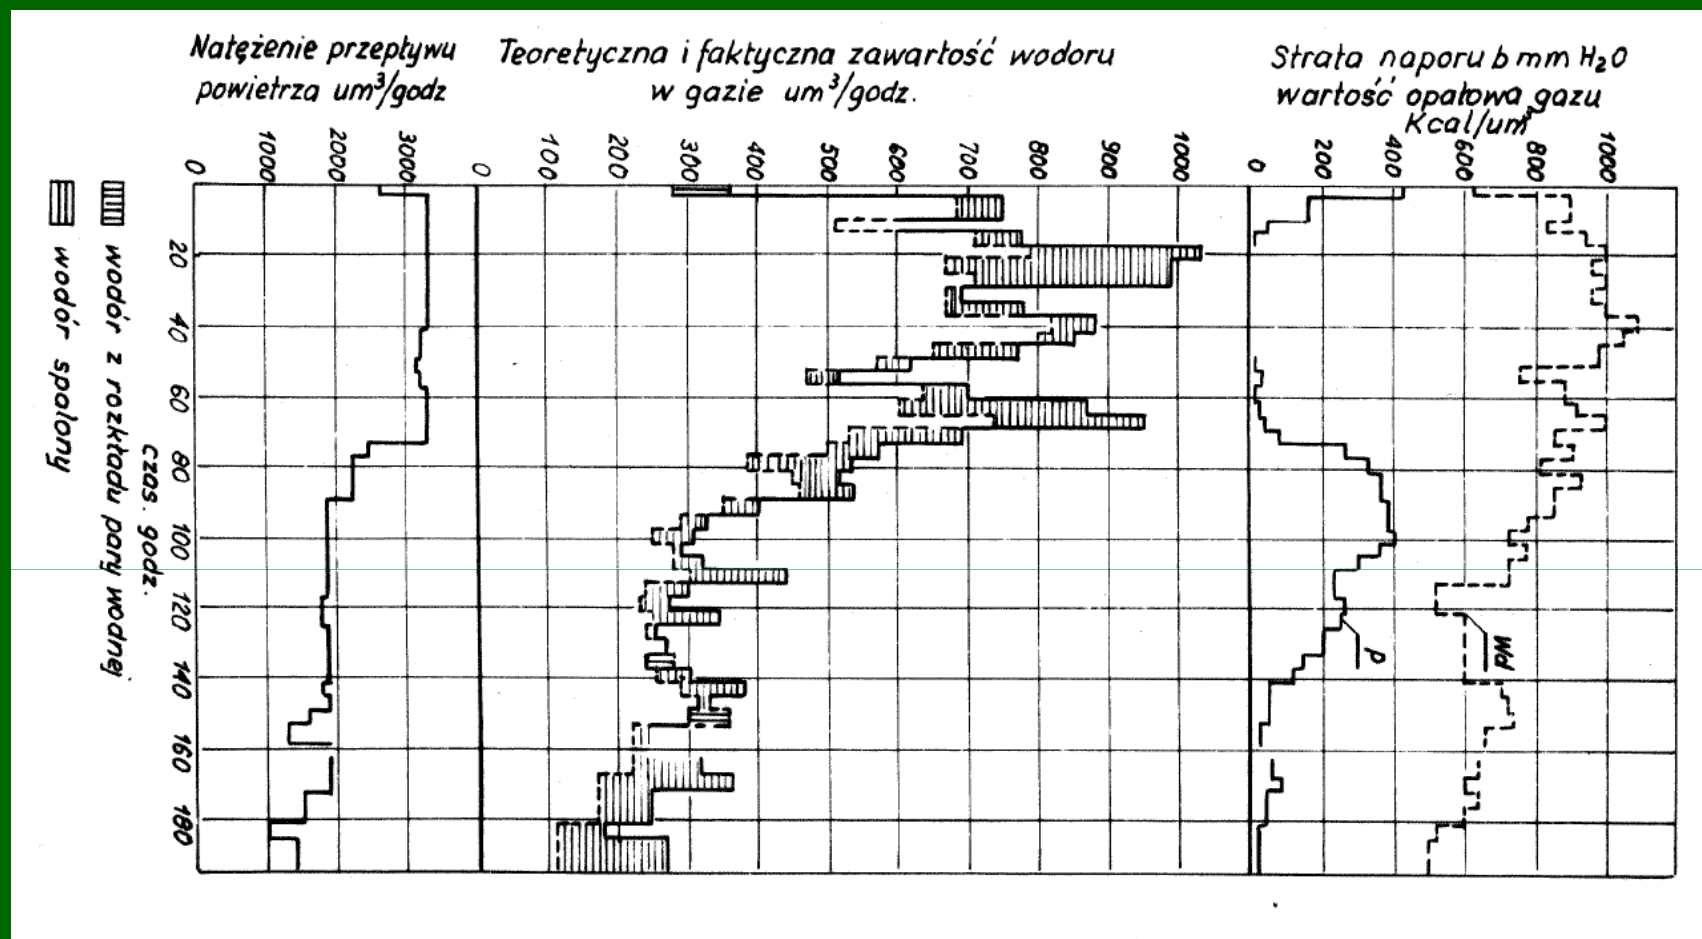 Natężenie przepływu
powietrza um³/godz
Teoretyczna i faktyczna zawartość wodoru
w gazie um³/godz.
Strata naporu b mm H₂O
wartość opałowa gazu
Kcal/um³
0 1000 2000 3000 0 100 200 300 400 500 600 700 800 900 1000 0 200 400 600 800 1000
20
40
60
80
100
120
140
160
180
czas. godz.
wodór z rozkładu pary wodnej
wodór spalony
p
Wd